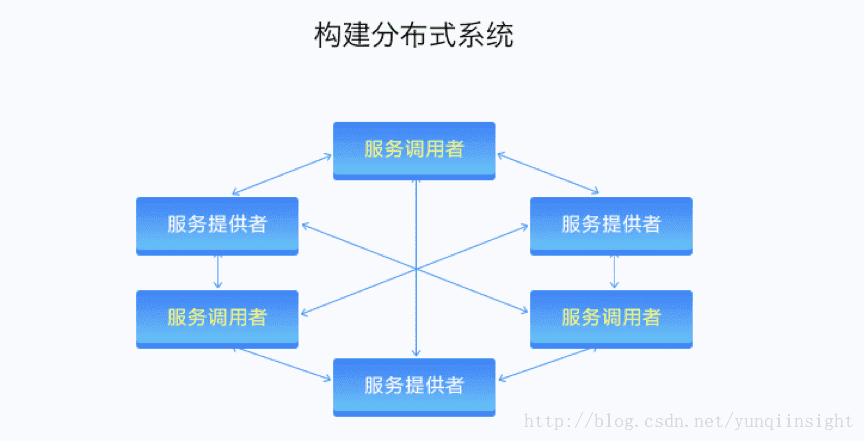 构建分布式系统
服务调用者
服务提供者
服务提供者
服务调用者
服务调用者
服务提供者
http://blog.csdn.net/yunqiinsight